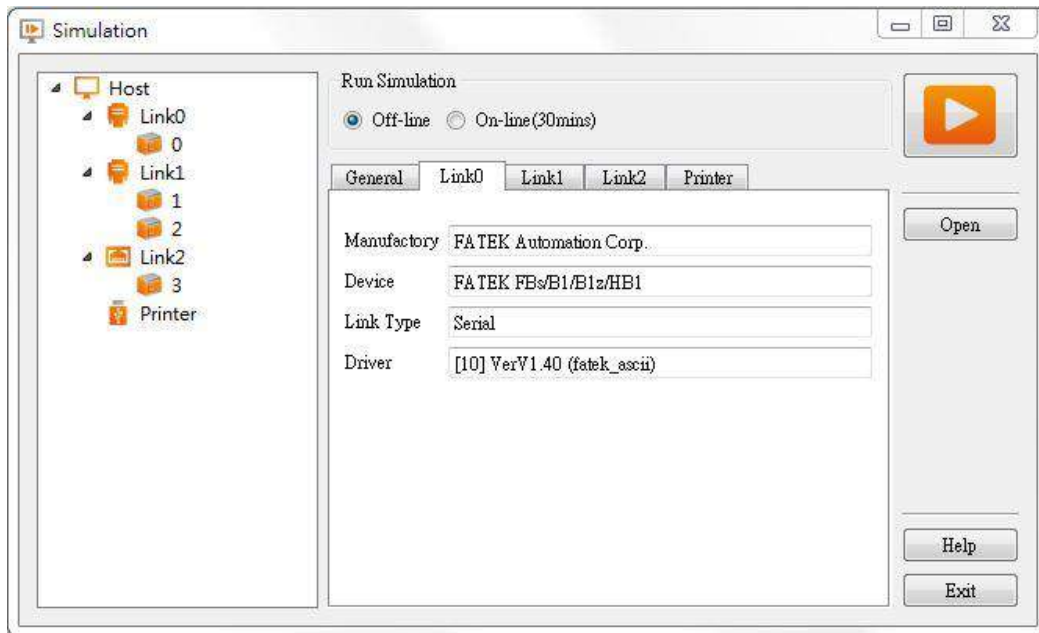 Simulation
Host
Link0
0
Link1
1
2
Link2
3
Printer
Run Simulation
Off-line On-line(30mins)
General Link0 Link1 Link2 Printer
Manufactory FATEK Automation Corp.
Device FATEK FBs/B1/B1z/HB1
Link Type Serial
Driver [10] VerV1.40 (fatek_ascii)
Open
Help
Exit